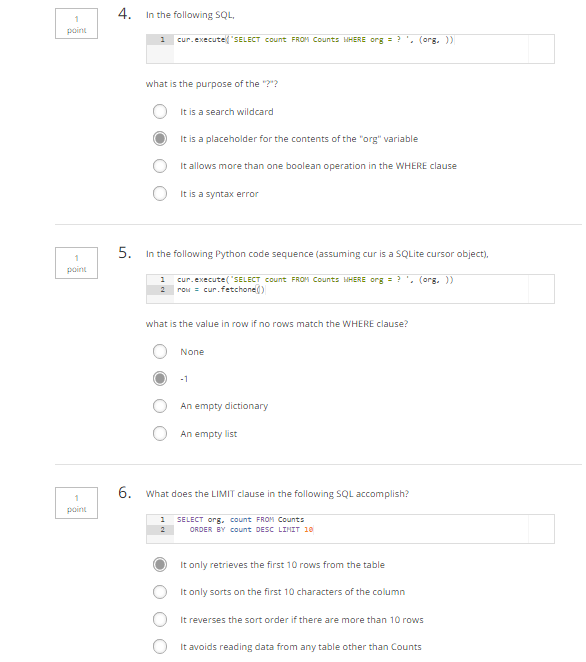 1
point
4. In the following SQL,
1 cur.execute('SELECT count FROM Counts WHERE org = ? ', (org, ))
what is the purpose of the "?"?
It is a search wildcard
It is a placeholder for the contents of the "org" variable
It allows more than one boolean operation in the WHERE clause
It is a syntax error
1
point
5. In the following Python code sequence (assuming cur is a SQLite cursor object),
1 cur.execute('SELECT count FROM Counts WHERE org = ? ', (org, ))
2 row = cur.fetchone()
what is the value in row if no rows match the WHERE clause?
None
-1
An empty dictionary
An empty list
1
point
6. What does the LIMIT clause in the following SQL accomplish?
1 SELECT org, count FROM Counts
2 ORDER BY count DESC LIMIT 10
It only retrieves the first 10 rows from the table
It only sorts on the first 10 characters of the column
It reverses the sort order if there are more than 10 rows
It avoids reading data from any table other than Counts